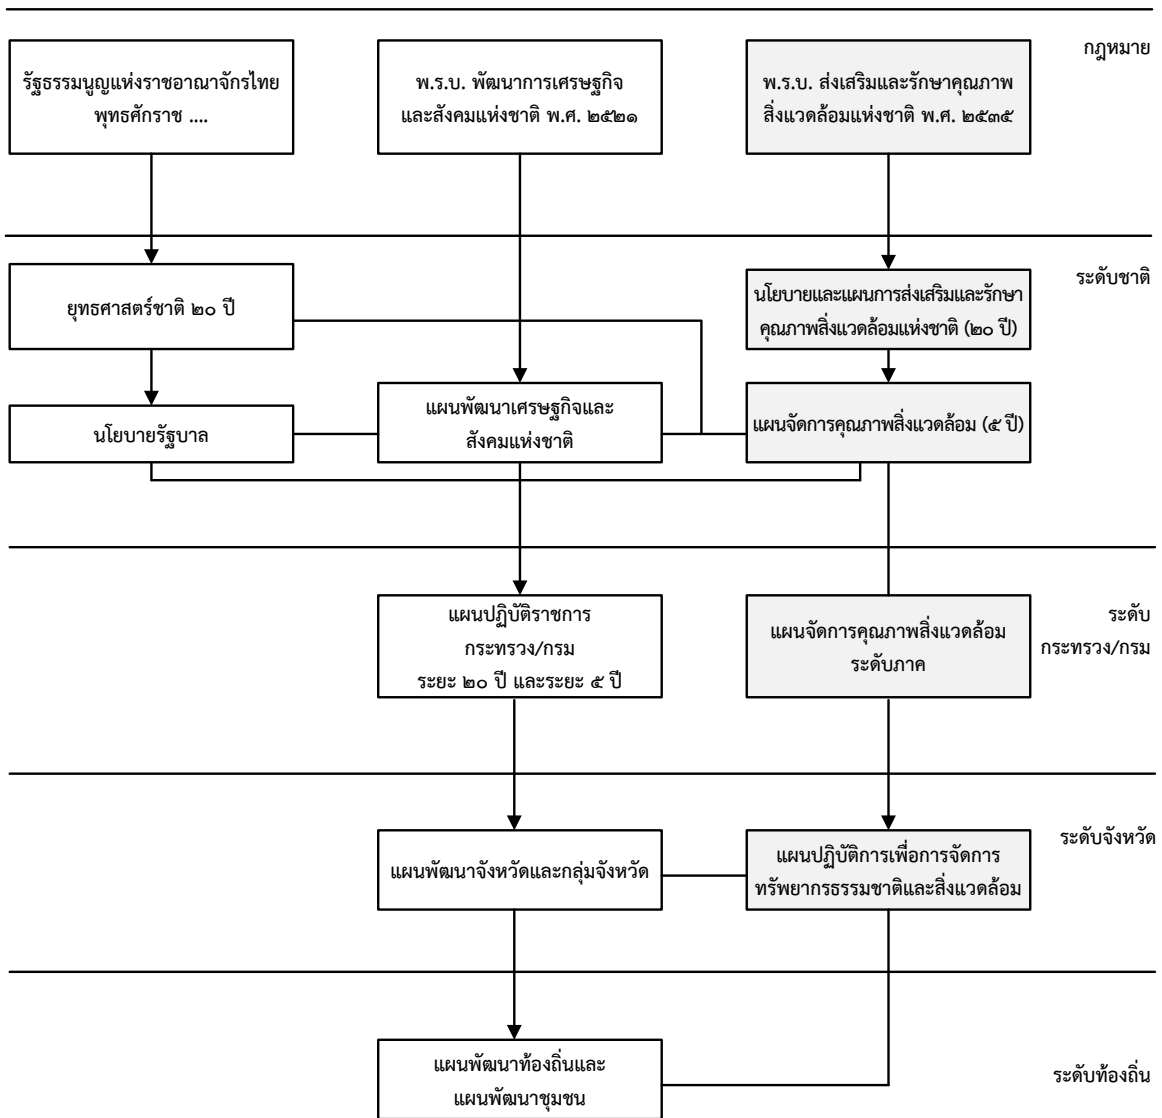 กฎหมาย
รัฐธรรมนูญแห่งราชอาณาจักรไทย
พุทธศักราช ....
พ.ร.บ. พัฒนาการเศรษฐกิจ
และสังคมแห่งชาติ พ.ศ. ๒๕๒๑
พ.ร.บ. ส่งเสริมและรักษาคุณภาพ
สิ่งแวดล้อมแห่งชาติ พ.ศ. ๒๕๓๕
ระดับชาติ
ยุทธศาสตร์ชาติ ๒๐ ปี
นโยบายและแผนการส่งเสริมและรักษา
คุณภาพสิ่งแวดล้อมแห่งชาติ (๒๐ ปี)
นโยบายรัฐบาล
แผนพัฒนาเศรษฐกิจและ
สังคมแห่งชาติ
แผนจัดการคุณภาพสิ่งแวดล้อม (๕ ปี)
ระดับ
กระทรวง/กรม
แผนปฏิบัติราชการ
กระทรวง/กรม
ระยะ ๒๐ ปี และระยะ ๕ ปี
แผนจัดการคุณภาพสิ่งแวดล้อม
ระดับภาค
ระดับจังหวัด
แผนพัฒนาจังหวัดและกลุ่มจังหวัด
แผนปฏิบัติการเพื่อการจัดการ
ทรัพยากรธรรมชาติและสิ่งแวดล้อม
ระดับท้องถิ่น
แผนพัฒนาท้องถิ่นและ
แผนพัฒนาชุมชน